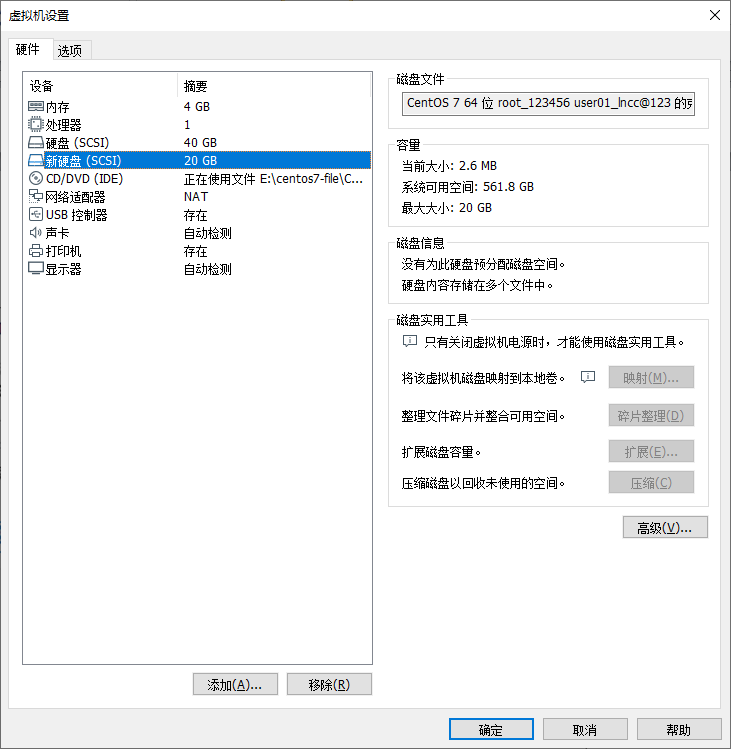 虚拟机设置
硬件 选项
设备 摘要
内存 4 GB
处理器 1
硬盘 (SCSI) 40 GB
新硬盘 (SCSI) 20 GB
CD/DVD (IDE) 正在使用文件 E:\centos7-file\C...
网络适配器 NAT
USB 控制器 存在
声卡 自动检测
打印机 存在
显示器 自动检测
添加(A)... 移除(R)
磁盘文件
CentOS 7 64 位 root_123456 user01_lncc@123 的
容量
当前大小: 2.6 MB
系统可用空间: 561.8 GB
最大大小: 20 GB
磁盘信息
没有为此硬盘预分配磁盘空间。
硬盘内容存储在多个文件中。
磁盘实用工具
只有关闭虚拟机电源时，才能使用磁盘实用工具。
将该虚拟机磁盘映射到本地卷。 映射(M)...
整理文件碎片并整合可用空间。 碎片整理(D)
扩展磁盘容量。 扩展(E)...
压缩磁盘以回收未使用的空间。 压缩(C)
高级(V)...
确定 取消 帮助